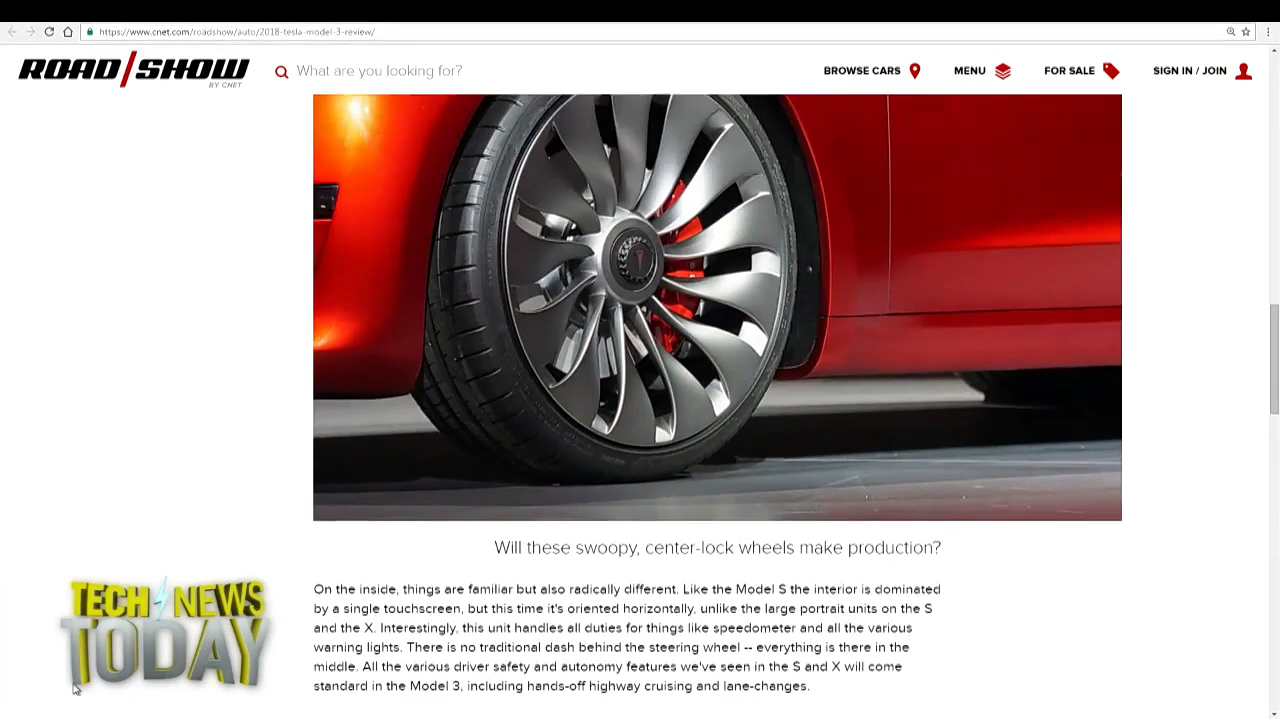 https://www.cnet.com/roadshow/auto/2018-tesla-model-3-review/
ROAD/SHOW
BY CNET
What are you looking for?
BROWSE CARS
MENU
FOR SALE
SIGN IN / JOIN
Will these swoopy, center-lock wheels make production?
On the inside, things are familiar but also radically different. Like the Model S the interior is dominated
by a single touchscreen, but this time it's oriented horizontally, unlike the large portrait units on the S
and the X. Interestingly, this unit handles all duties for things like speedometer and all the various
warning lights. There is no traditional dash behind the steering wheel -- everything is there in the
middle. All the various driver safety and autonomy features we've seen in the S and X will come
standard in the Model 3, including hands-off highway cruising and lane-changes.
TECH NEWS
TODAY